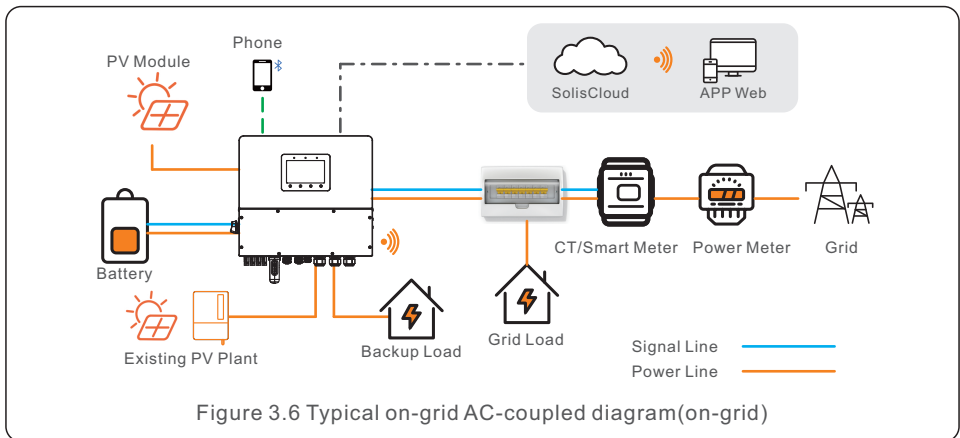 Phone
PV Module
SolisCloud
APP Web
CT/Smart Meter
Power Meter
Grid
Battery
Existing PV Plant
Backup Load
Grid Load
Signal Line
Power Line
Figure 3.6 Typical on-grid AC-coupled diagram(on-grid)